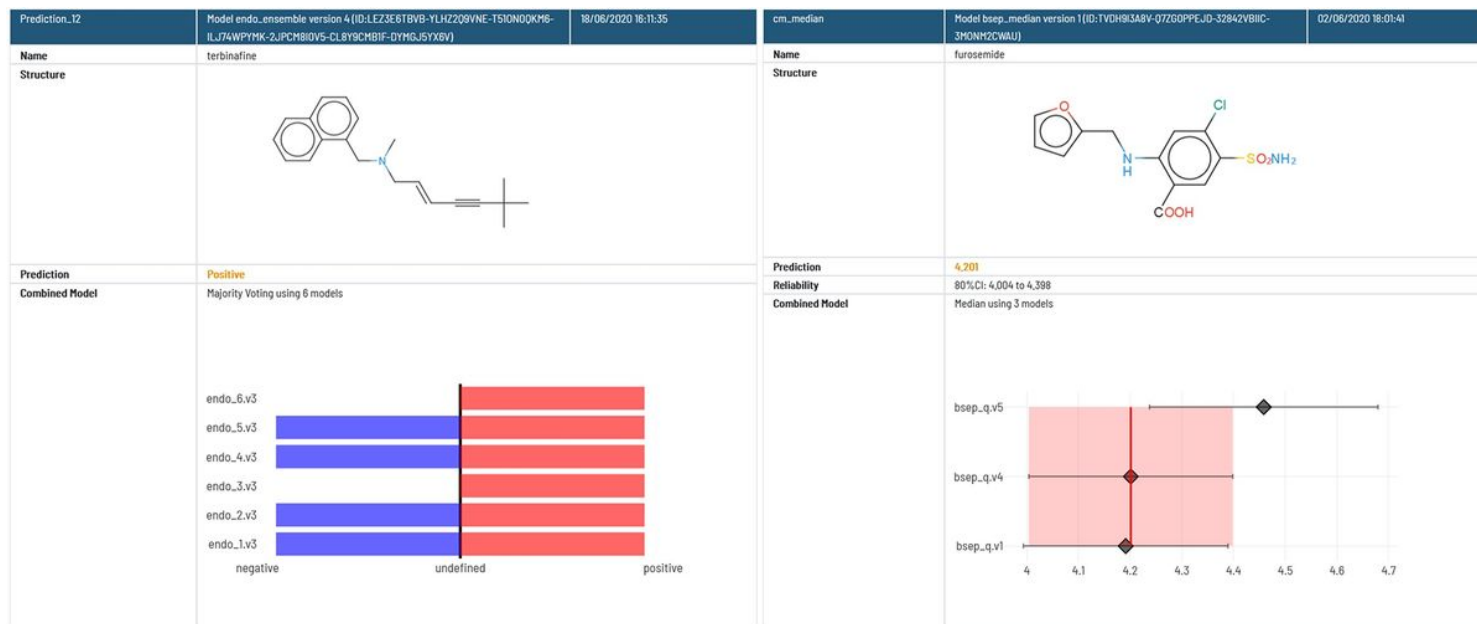 Prediction_12
Model endo_ensemble version 4 (ID:LEZ3E6TBVB-YLHZ2Q9VNE-T510N0QKM6-
ILJ74WPYMK-2JPCM8I0V5-CL8Y9CMB1F-DYMGJ5YX6V)
18/06/2020 16:11:35
Name
terbinafine
Structure
N
Prediction
Positive
Combined Model
Majority Voting using 6 models
endo_6.v3
endo_5.v3
endo_4.v3
endo_3.v3
endo_2.v3
endo_1.v3
negative
undefined
positive
cm_median
Model bsep_median version 1 (ID:TVDH9I3A8V-Q7ZGOPPEJD-32842VBIIC-
3MONM2CWAU)
02/06/2020 18:01:41
Name
furosemide
Structure
O
Cl
N
H
SO₂NH₂
COOH
Prediction
4,201
Reliability
80%CI: 4,004 to 4,398
Combined Model
Median using 3 models
bsep_q.v5
bsep_q.v4
bsep_q.v1
4
4.1
4.2
4.3
4.4
4.5
4.6
4.7